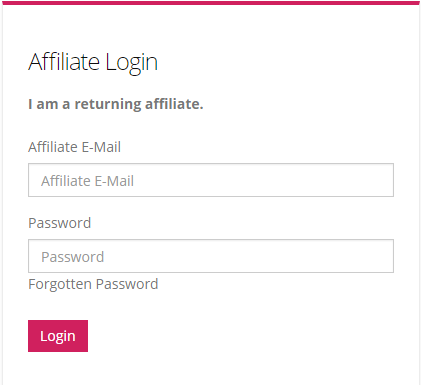 Affiliate Login
I am a returning affiliate.
Affiliate E-Mail
Affiliate E-Mail
Password
Password
Forgotten Password
Login